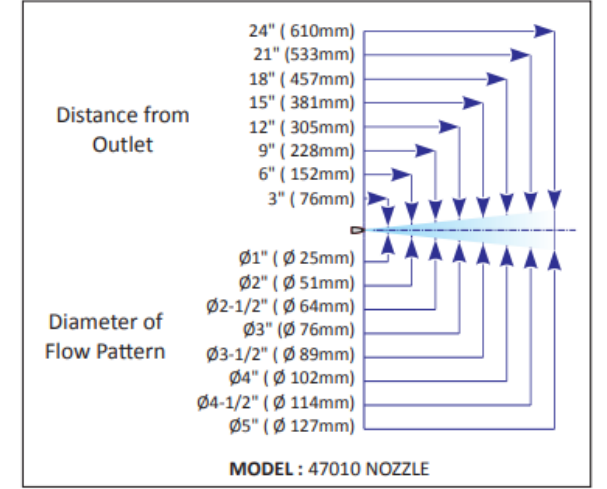 24" ( 610mm)
21" (533mm)
18" ( 457mm)
15" ( 381mm)
12" ( 305mm)
9" ( 228mm)
6" ( 152mm)
3" ( 76mm)
Distance from
Outlet
Ø1" ( Ø 25mm)
Ø2" ( Ø 51mm)
Ø2-1/2" ( Ø 64mm)
Ø3" (Ø 76mm)
Ø3-1/2" ( Ø 89mm)
Ø4" ( Ø 102mm)
Ø4-1/2" ( Ø 114mm)
Ø5" ( Ø 127mm)
Diameter of
Flow Pattern
MODEL : 47010 NOZZLE